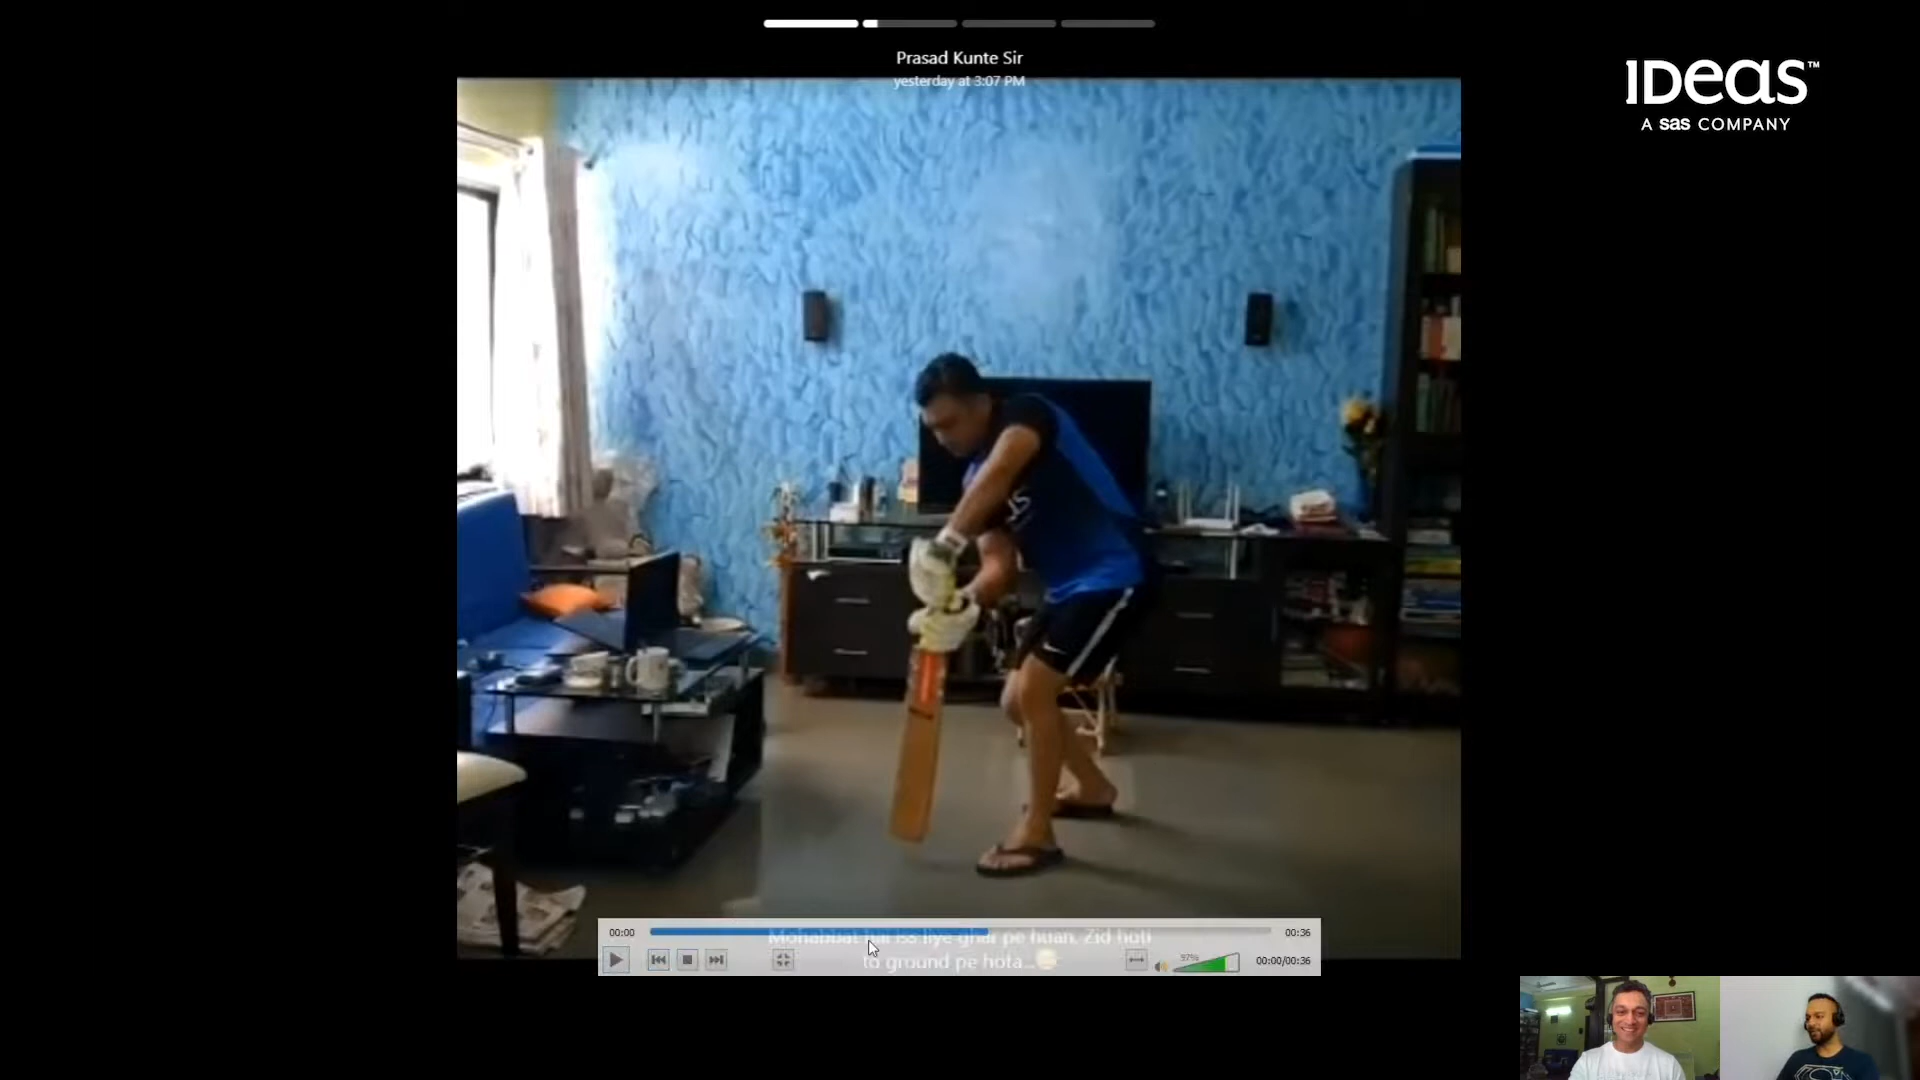 Prasad Kunte Sir
yesterday at 3:07 PM
IDeaS™
A sas COMPANY
00:00
00:36
Mohabbat hai iss liye ghar pe huan. Zid hoti
to ground pe hota...
97%
00:00/00:36